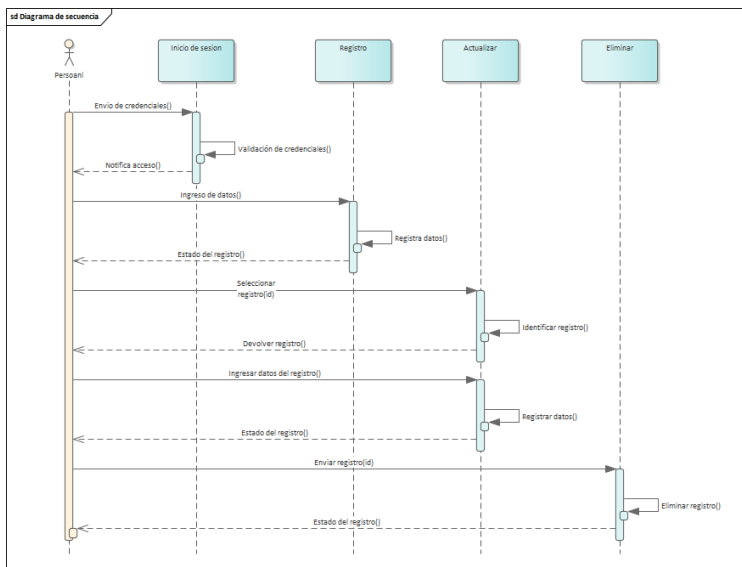 sd Diagrama de secuencia
Inicio de sesion
Registro
Actualizar
Eliminar
Persoanl
Envio de credenciales()
Validación de credenciales()
Notifica acceso()
Ingreso de datos()
Registra datos()
Estado del registro()
Seleccionar
registro(id)
Identificar registro()
Devolver registro()
Ingresar datos del registro()
Registrar datos()
Estado del registro()
Enviar registro(id)
Eliminar registro()
Estado del registro()